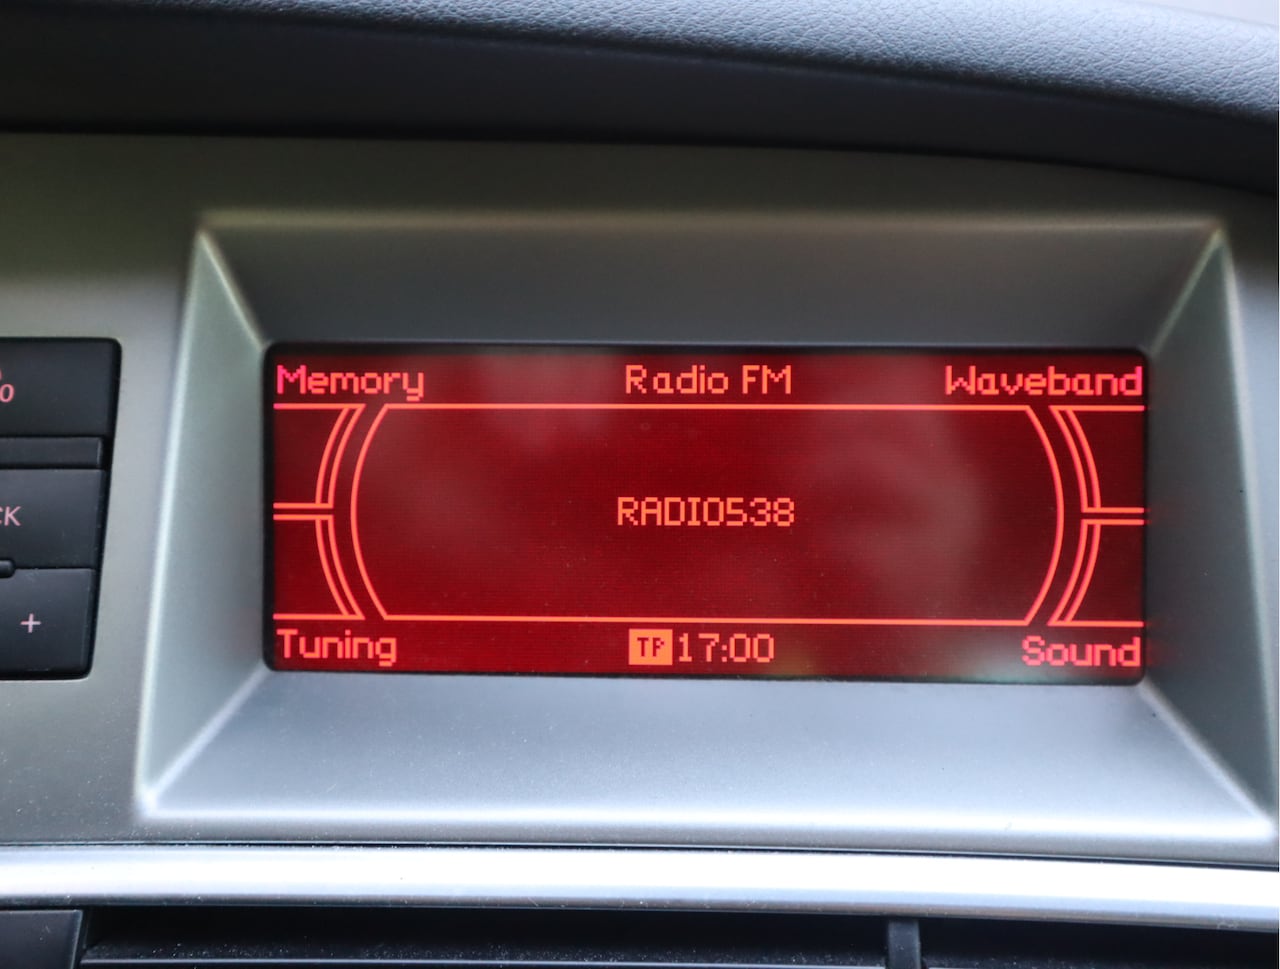 Memory Radio FM Waveband
RADIO538
Tuning TP 17:00 Sound
+